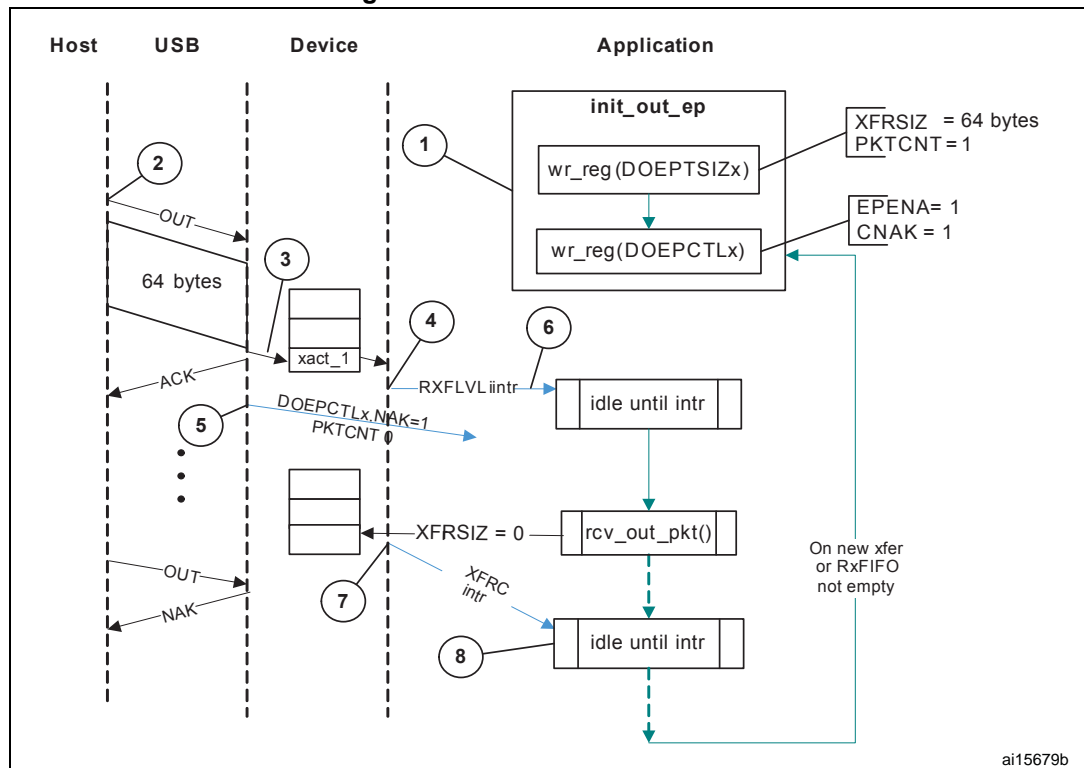 Host USB Device Application
init_out_ep
XFRSIZ = 64 bytes
PKTCNT = 1
1
wr_reg(DOEPTSIZx)
2
OUT
EPENA= 1
CNAK = 1
wr_reg(DOEPCTLx)
3
64 bytes
4
6
xact_1
ACK
RXFLVL iintr
idle until intr
DOEPCTLx.NAK=1
PKTCNT 0
5
XFRSIZ = 0
rcv_out_pkt()
On new xfer
or RxFIFO
not empty
OUT
XFRC
intr
7
NAK
idle until intr
8
ai15679b